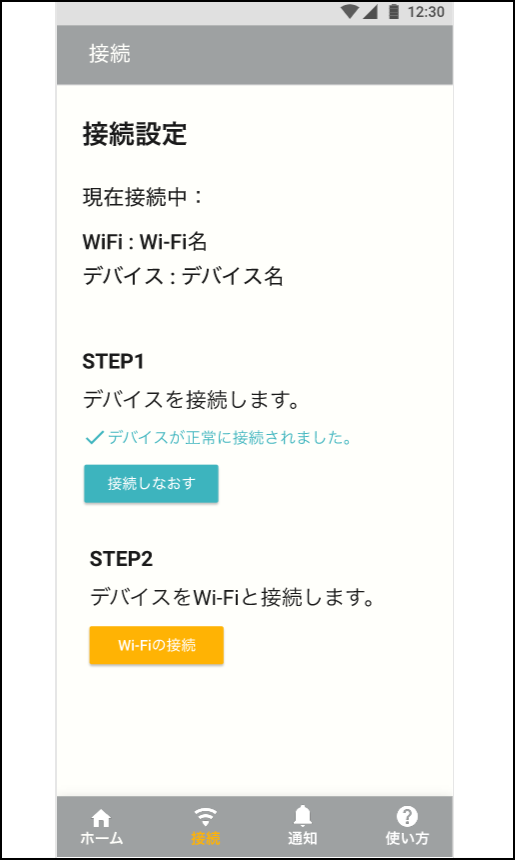 12:30
接続
接続設定
現在接続中：
WiFi : Wi-Fi名
デバイス : デバイス名
STEP1
デバイスを接続します。
デバイスが正常に接続されました。
接続しなおす
STEP2
デバイスをWi-Fiと接続します。
Wi-Fiの接続
ホーム 接続 通知 使い方